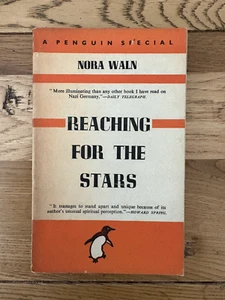 A PENGUIN SPECIAL
NORA WALN
"More illuminating than any other book I have read on
Nazi Germany."—DAILY TELEGRAPH.
REACHING
FOR THE
STARS
"It manages to stand apart and unique because of its
author's unusual spiritual perception."—HOWARD SPRING.